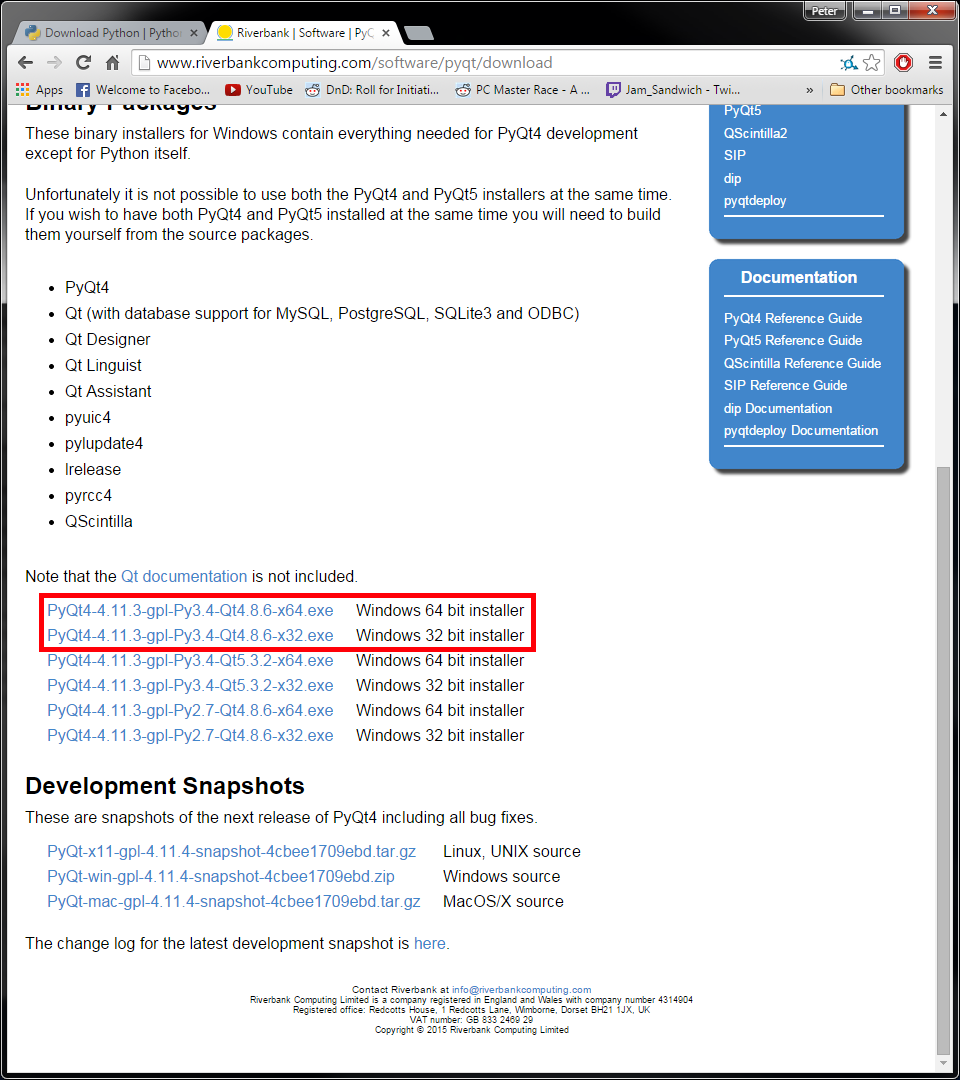 Peter
Download Python | Pytho
Riverbank | Software | PyQ
www.riverbankcomputing.com/software/pyqt/download
Apps
Welcome to Facebo...
YouTube
DnD: Roll for Initiati...
PC Master Race - A ...
Jam_Sandwich - Twi...
»
Other bookmarks
Binary Packages
These binary installers for Windows contain everything needed for PyQt4 development
except for Python itself.
Unfortunately it is not possible to use both the PyQt4 and PyQt5 installers at the same time.
If you wish to have both PyQt4 and PyQt5 installed at the same time you will need to build
them yourself from the source packages.
• PyQt4
• Qt (with database support for MySQL, PostgreSQL, SQLite3 and ODBC)
• Qt Designer
• Qt Linguist
• Qt Assistant
• pyuic4
• pylupdate4
• lrelease
• pyrcc4
• QScintilla
Note that the Qt documentation is not included.
PyQt4-4.11.3-gpl-Py3.4-Qt4.8.6-x64.exe Windows 64 bit installer
PyQt4-4.11.3-gpl-Py3.4-Qt4.8.6-x32.exe Windows 32 bit installer
PyQt4-4.11.3-gpl-Py3.4-Qt5.3.2-x64.exe Windows 64 bit installer
PyQt4-4.11.3-gpl-Py3.4-Qt5.3.2-x32.exe Windows 32 bit installer
PyQt4-4.11.3-gpl-Py2.7-Qt4.8.6-x64.exe Windows 64 bit installer
PyQt4-4.11.3-gpl-Py2.7-Qt4.8.6-x32.exe Windows 32 bit installer
Development Snapshots
These are snapshots of the next release of PyQt4 including all bug fixes.
PyQt-x11-gpl-4.11.4-snapshot-4cbee1709ebd.tar.gz Linux, UNIX source
PyQt-win-gpl-4.11.4-snapshot-4cbee1709ebd.zip Windows source
PyQt-mac-gpl-4.11.4-snapshot-4cbee1709ebd.tar.gz MacOS/X source
The change log for the latest development snapshot is here.
PyQt5
QScintilla2
SIP
dip
pyqtdeploy
Documentation
PyQt4 Reference Guide
PyQt5 Reference Guide
QScintilla Reference Guide
SIP Reference Guide
dip Documentation
pyqtdeploy Documentation
Contact Riverbank at info@riverbankcomputing.com
Riverbank Computing Limited is a company registered in England and Wales with company number 4314904
Registered office: Redcotts House, 1 Redcotts Lane, Wimborne, Dorset BH21 1JX, UK
VAT number: GB 833 2469 29
Copyright © 2015 Riverbank Computing Limited